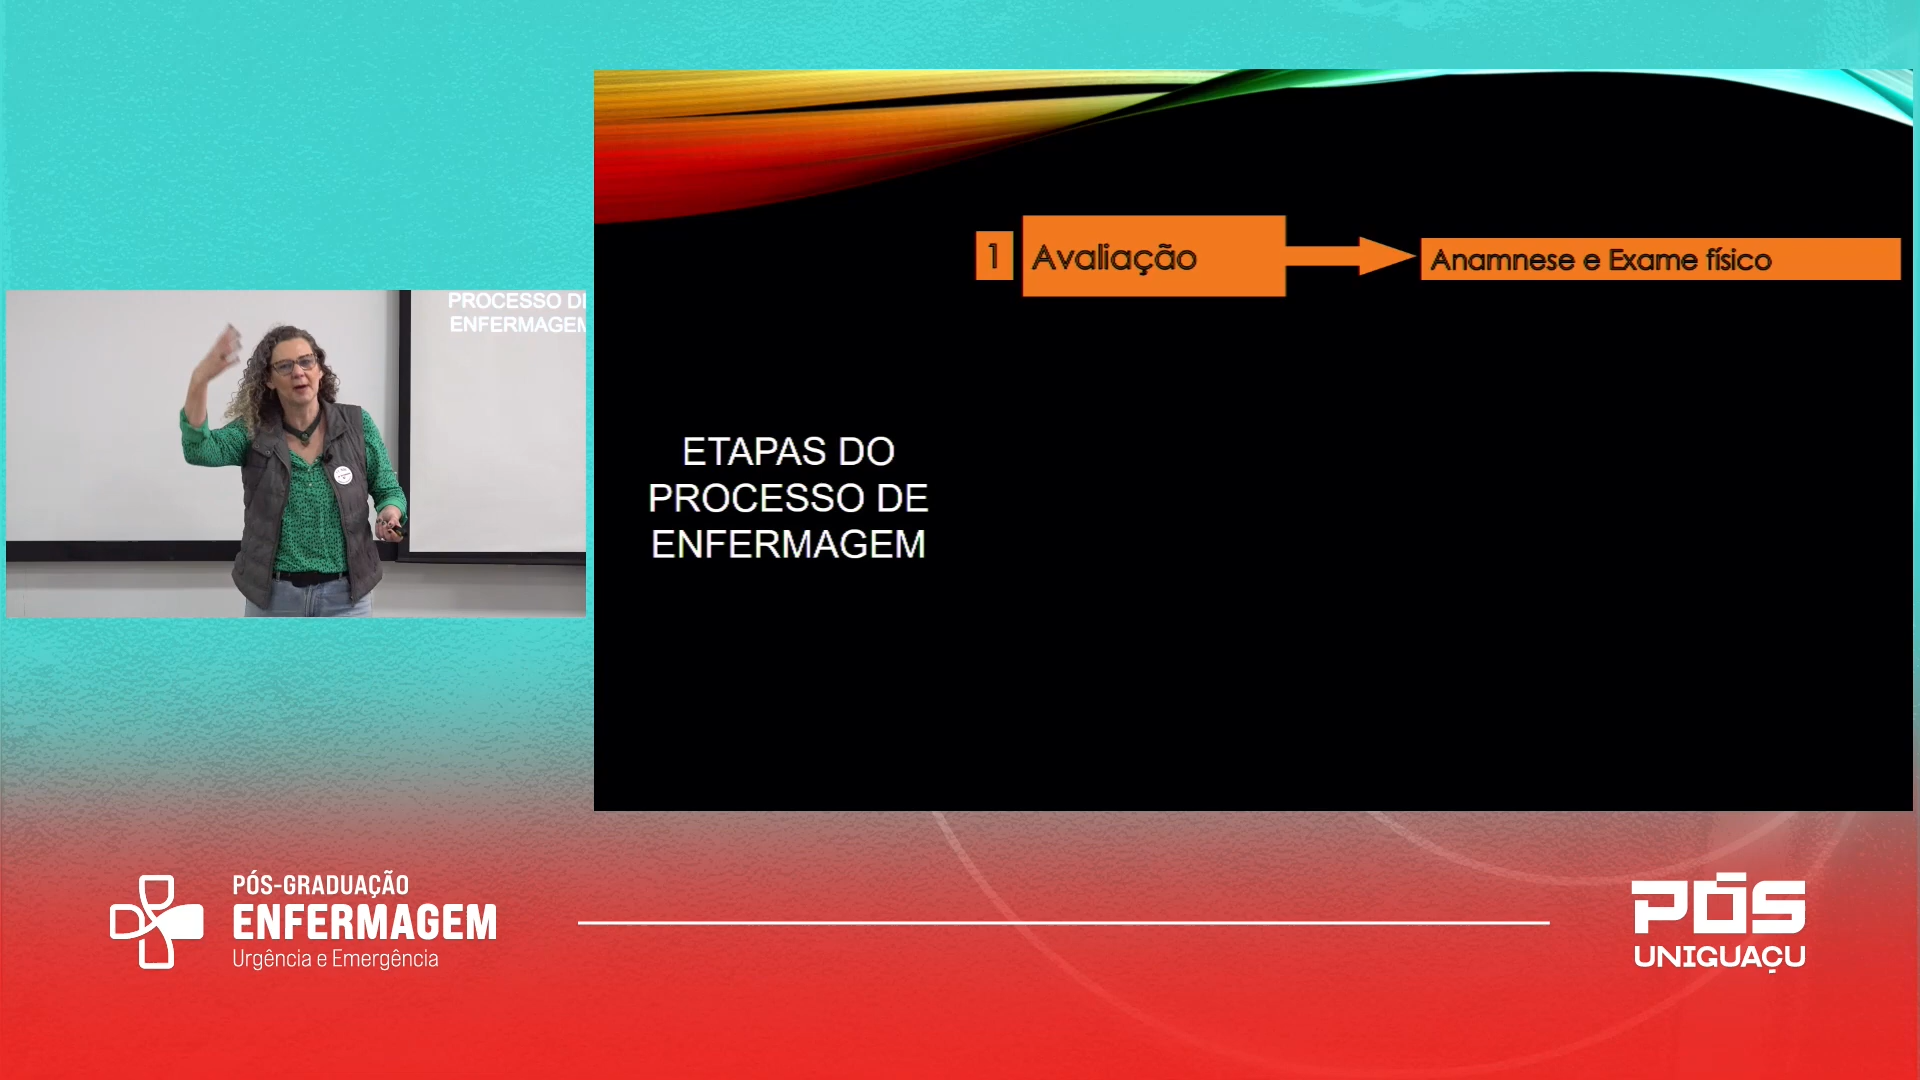 PROCESSO DE
ENFERMAGEM
1
Avaliação
Anamnese e Exame físico
ETAPAS DO
PROCESSO DE
ENFERMAGEM
PÓS-GRADUAÇÃO
ENFERMAGEM
Urgência e Emergência
PÓS
UNIGUAÇU